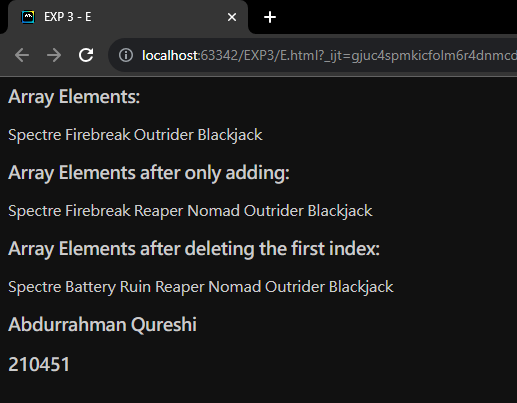 EXP 3 - E
localhost:63342/EXP3/E.html?_ijt=gjuc4spmkicfolm6r4dnmcd
Array Elements:
Spectre Firebreak Outrider Blackjack
Array Elements after only adding:
Spectre Firebreak Reaper Nomad Outrider Blackjack
Array Elements after deleting the first index:
Spectre Battery Ruin Reaper Nomad Outrider Blackjack
Abdurrahman Qureshi
210451